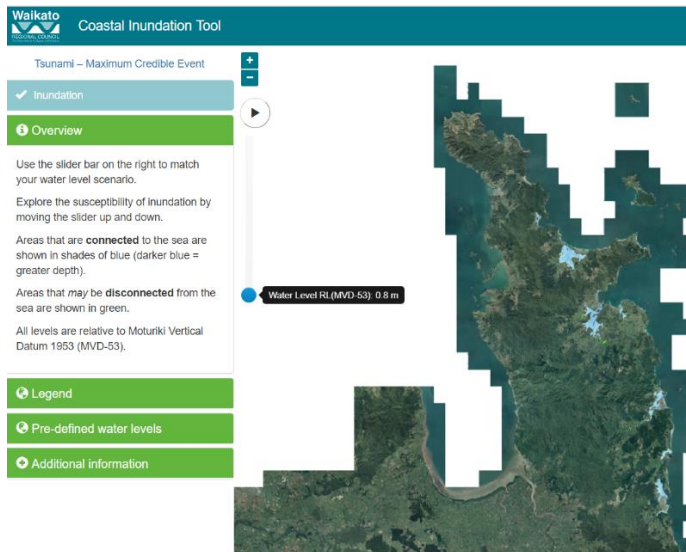 Waikato
REGIONAL COUNCIL
Coastal Inundation Tool
Tsunami – Maximum Credible Event
Inundation
Overview
Use the slider bar on the right to match
your water level scenario.
Explore the susceptibility of inundation by
moving the slider up and down.
Areas that are connected to the sea are
shown in shades of blue (darker blue =
greater depth).
Areas that may be disconnected from the
sea are shown in green.
All levels are relative to Moturiki Vertical
Datum 1953 (MVD-53).
Legend
Pre-defined water levels
Additional information
+
−
Water Level RL(MVD-53): 0.8 m